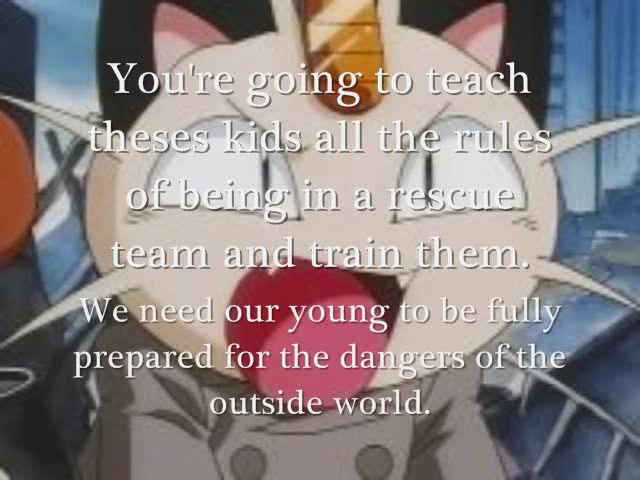 You're going to teach
theses kids all the rules
of being in a rescue
team and train them.
We need our young to be fully
prepared for the dangers of the
outside world.